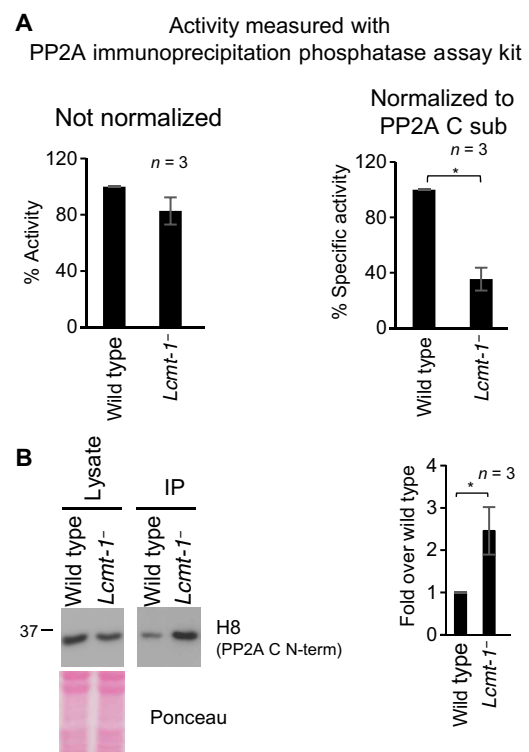 A
Activity measured with
PP2A immunoprecipitation phosphatase assay kit
Not normalized
n = 3
% Activity
120
80
40
0
Wild type
Lcmt-1⁻
Normalized to
PP2A C sub
n = 3
*
% Specific activity
120
80
40
0
Wild type
Lcmt-1⁻
B
Lysate
IP
Wild type
Lcmt-1⁻
Wild type
Lcmt-1⁻
37
H8
(PP2A C N-term)
Ponceau
n = 3
*
Fold over wild type
4
3
2
1
0
Wild type
Lcmt-1⁻